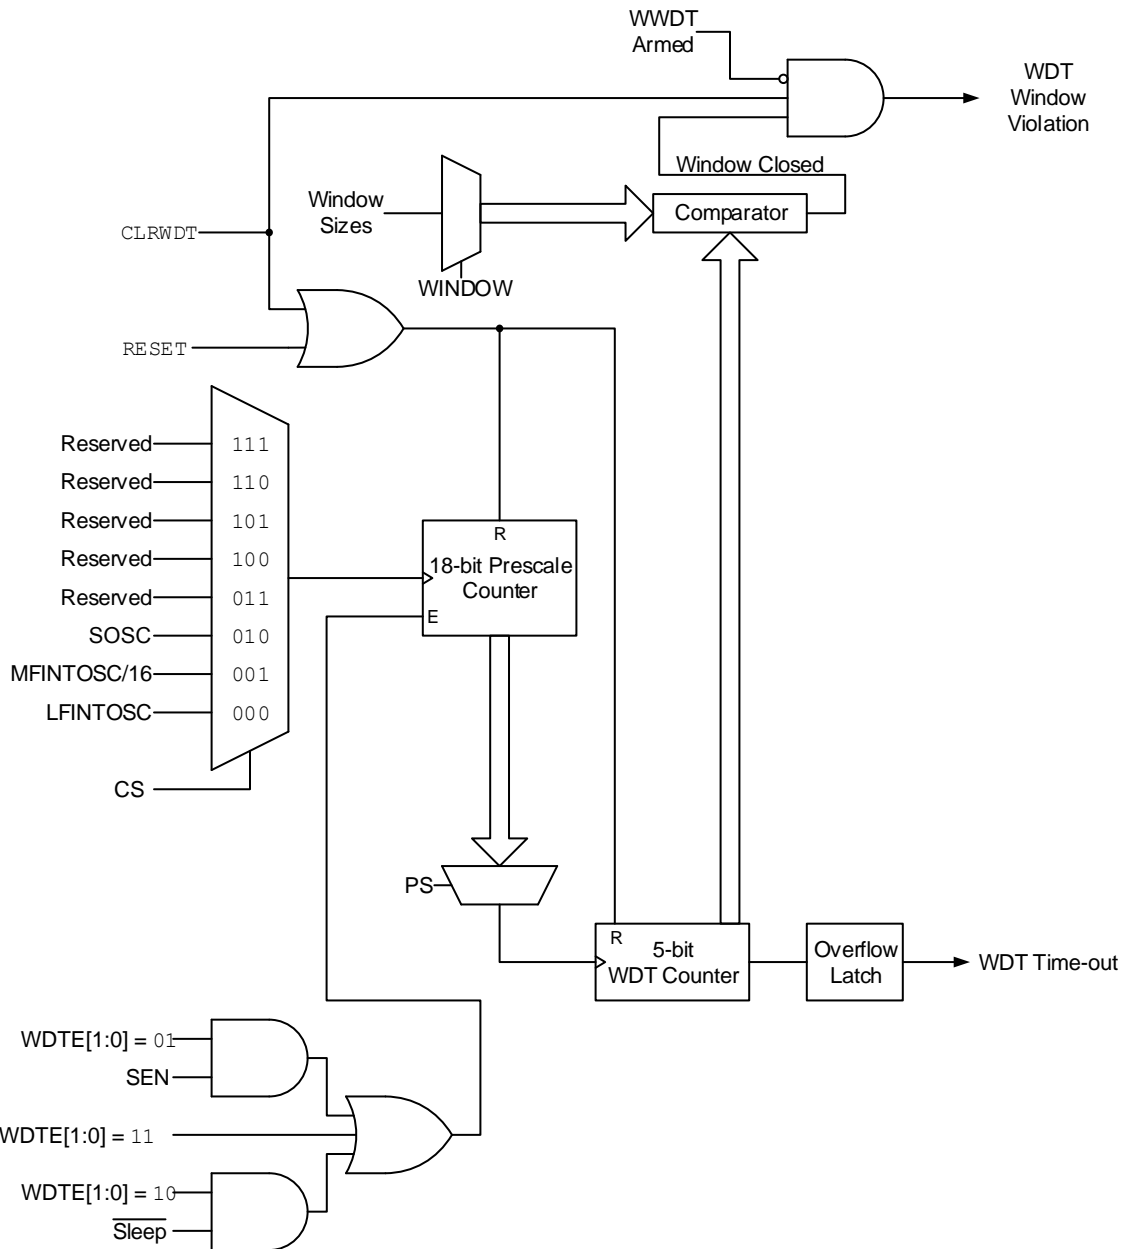 WWDT
Armed
WDT
Window
Violation
Window Closed
Window
Sizes
Comparator
CLRWDT
WINDOW
RESET
Reserved 111
Reserved 110
Reserved 101
Reserved 100
Reserved 011
SOSC 010
MFINTOSC/16 001
LFINTOSC 000
CS
R
18-bit Prescale
Counter
E
PS
R
5-bit
WDT Counter
Overflow
Latch
WDT Time-out
WDTE[1:0] = 01
SEN
WDTE[1:0] = 11
WDTE[1:0] = 10
Sleep